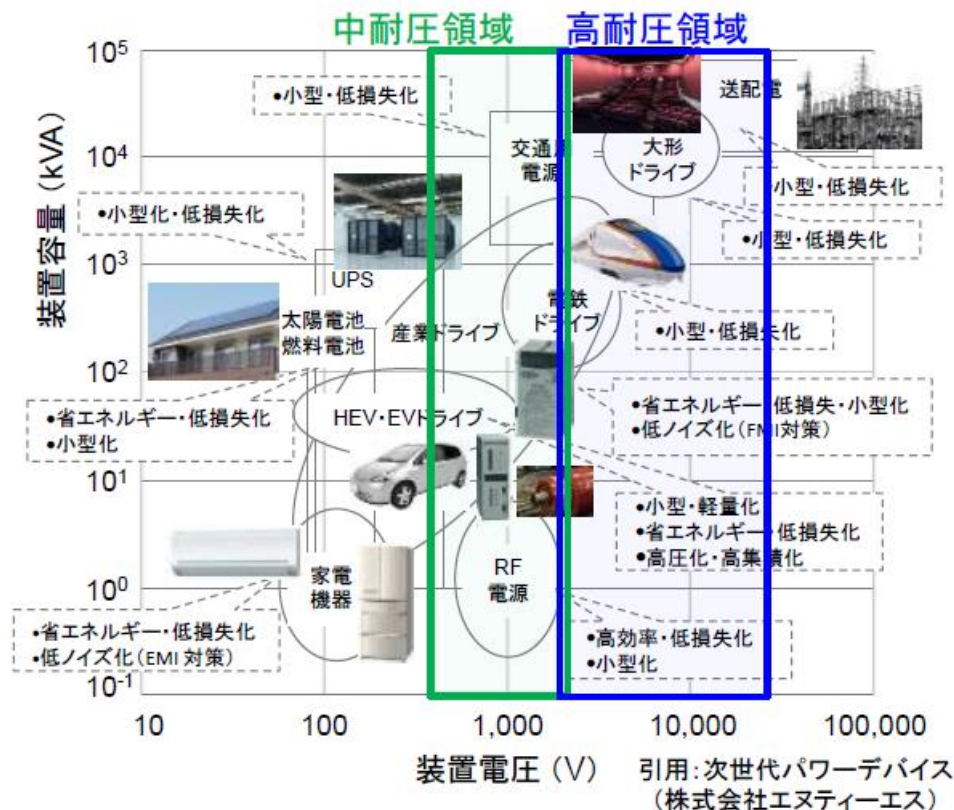 中耐圧領域
高耐圧領域
10⁵
10⁴
10³
10²
10¹
10⁰
10⁻¹
装置容量 (kVA)
•小型・低損失化
送配電
交通用
電源
大形
ドライブ
•小型・低損失化
•小型化・低損失化
•小型・低損失化
UPS
太陽電池
燃料電池
産業ドライブ
電鉄
ドライブ
•小型・低損失化
•省エネルギー・低損失化
•小型化
HEV・EVドライブ
•省エネルギー・低損失・小型化
•低ノイズ化(EMI対策)
•小型・軽量化
•省エネルギー・低損失化
•高圧化・高集積化
家電
機器
RF
電源
•省エネルギー・低損失化
•低ノイズ化(EMI 対策)
•高効率・低損失化
•小型化
10
100
1,000
10,000
100,000
装置電圧 (V)
引用:次世代パワーデバイス
(株式会社エヌティーエス)